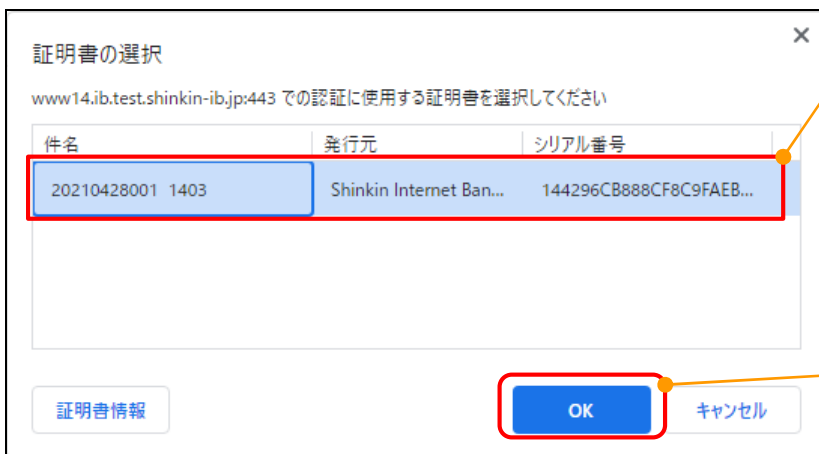 証明書の選択
www14.ib.test.shinkin-ib.jp:443 での認証に使用する証明書を選択してください
件名 発行元 シリアル番号
20210428001 1403 Shinkin Internet Ban... 144296CB888CF8C9FAEB...
証明書情報 OK キャンセル